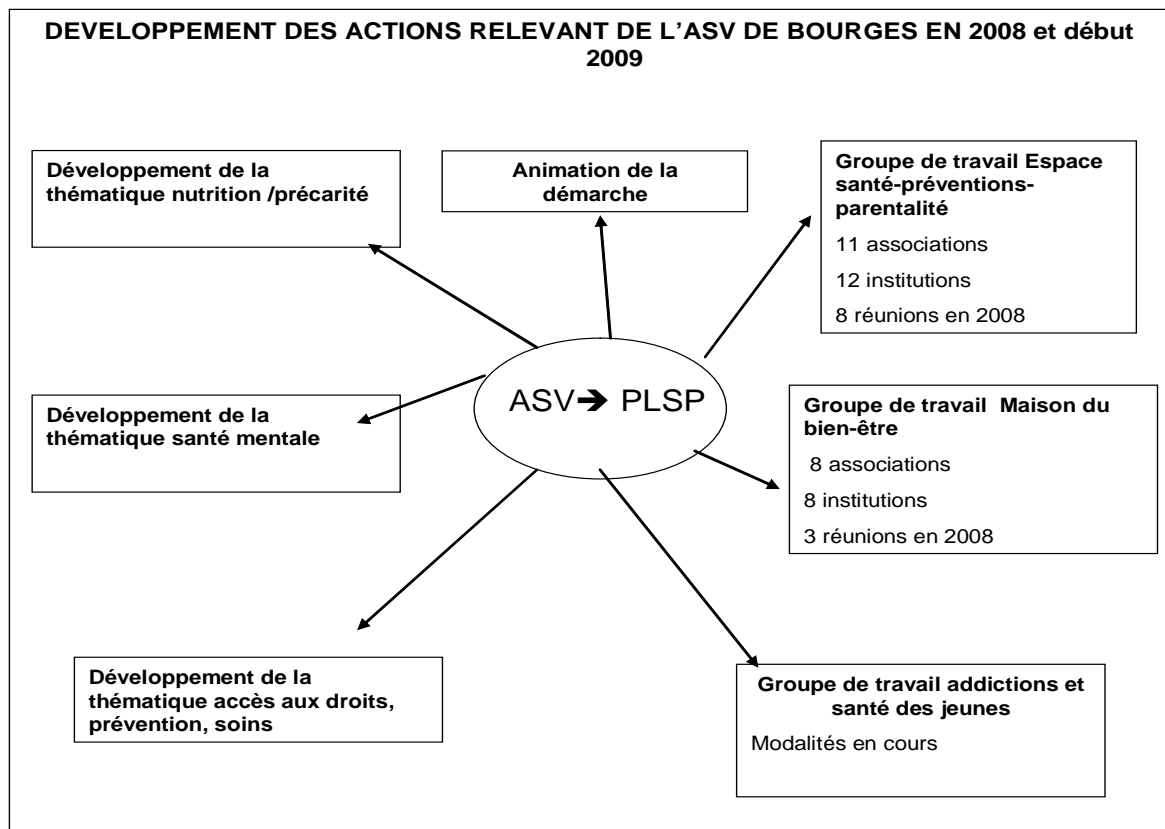 DEVELOPPEMENT DES ACTIONS RELEVANT DE L'ASV DE BOURGES EN 2008 et début
2009
Développement de la
thématique nutrition /précarité
Animation de la
démarche
Groupe de travail Espace
santé-préventions-
parentalité
11 associations
12 institutions
8 réunions en 2008
ASV➔ PLSP
Développement de la
thématique santé mentale
Groupe de travail Maison du
bien-être
8 associations
8 institutions
3 réunions en 2008
Développement de la
thématique accès aux droits,
prévention, soins
Groupe de travail addictions et
santé des jeunes
Modalités en cours